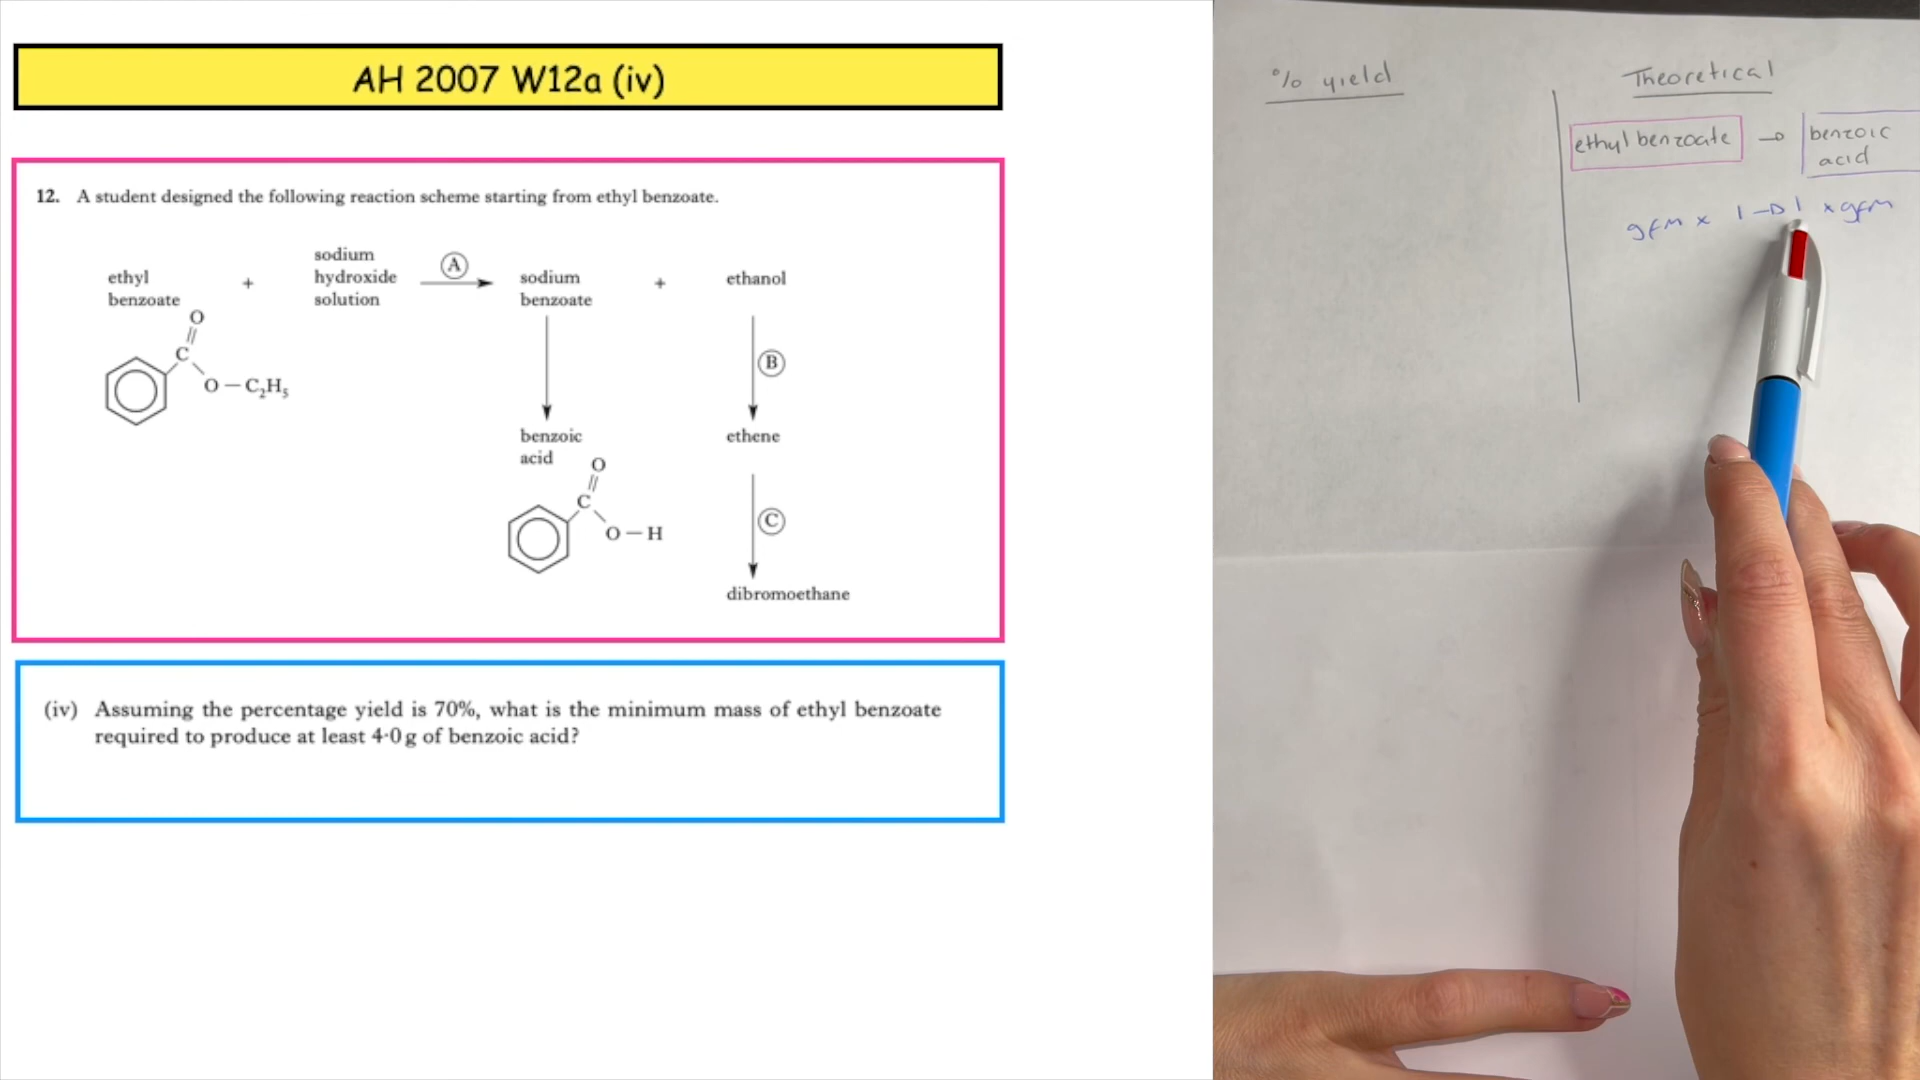 AH 2007 W12a (iv)
12. A student designed the following reaction scheme starting from ethyl benzoate.
ethyl
benzoate
+
sodium
hydroxide
solution
A
sodium
benzoate
+
ethanol
O
C
O – C₂H₅
B
benzoic
acid
ethene
O
C
O – H
C
dibromoethane
(iv) Assuming the percentage yield is 70%, what is the minimum mass of ethyl benzoate
required to produce at least 4·0 g of benzoic acid?
% yield
Theoretical
ethyl benzoate → benzoic
acid
gfm x 1 → 1 x gfm